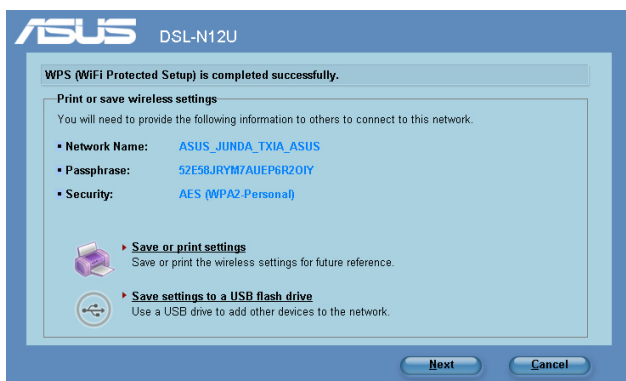 ASUS DSL-N12U
WPS (WiFi Protected Setup) is completed successfully.
Print or save wireless settings
You will need to provide the following information to others to connect to this network.
▪ Network Name: ASUS_JUNDA_TXIA_ASUS
▪ Passphrase: 52E58JRYM7AUEP6R2OIY
▪ Security: AES (WPA2-Personal)
Save or print settings
Save or print the wireless settings for future reference.
Save settings to a USB flash drive
Use a USB drive to add other devices to the network.
Next Cancel